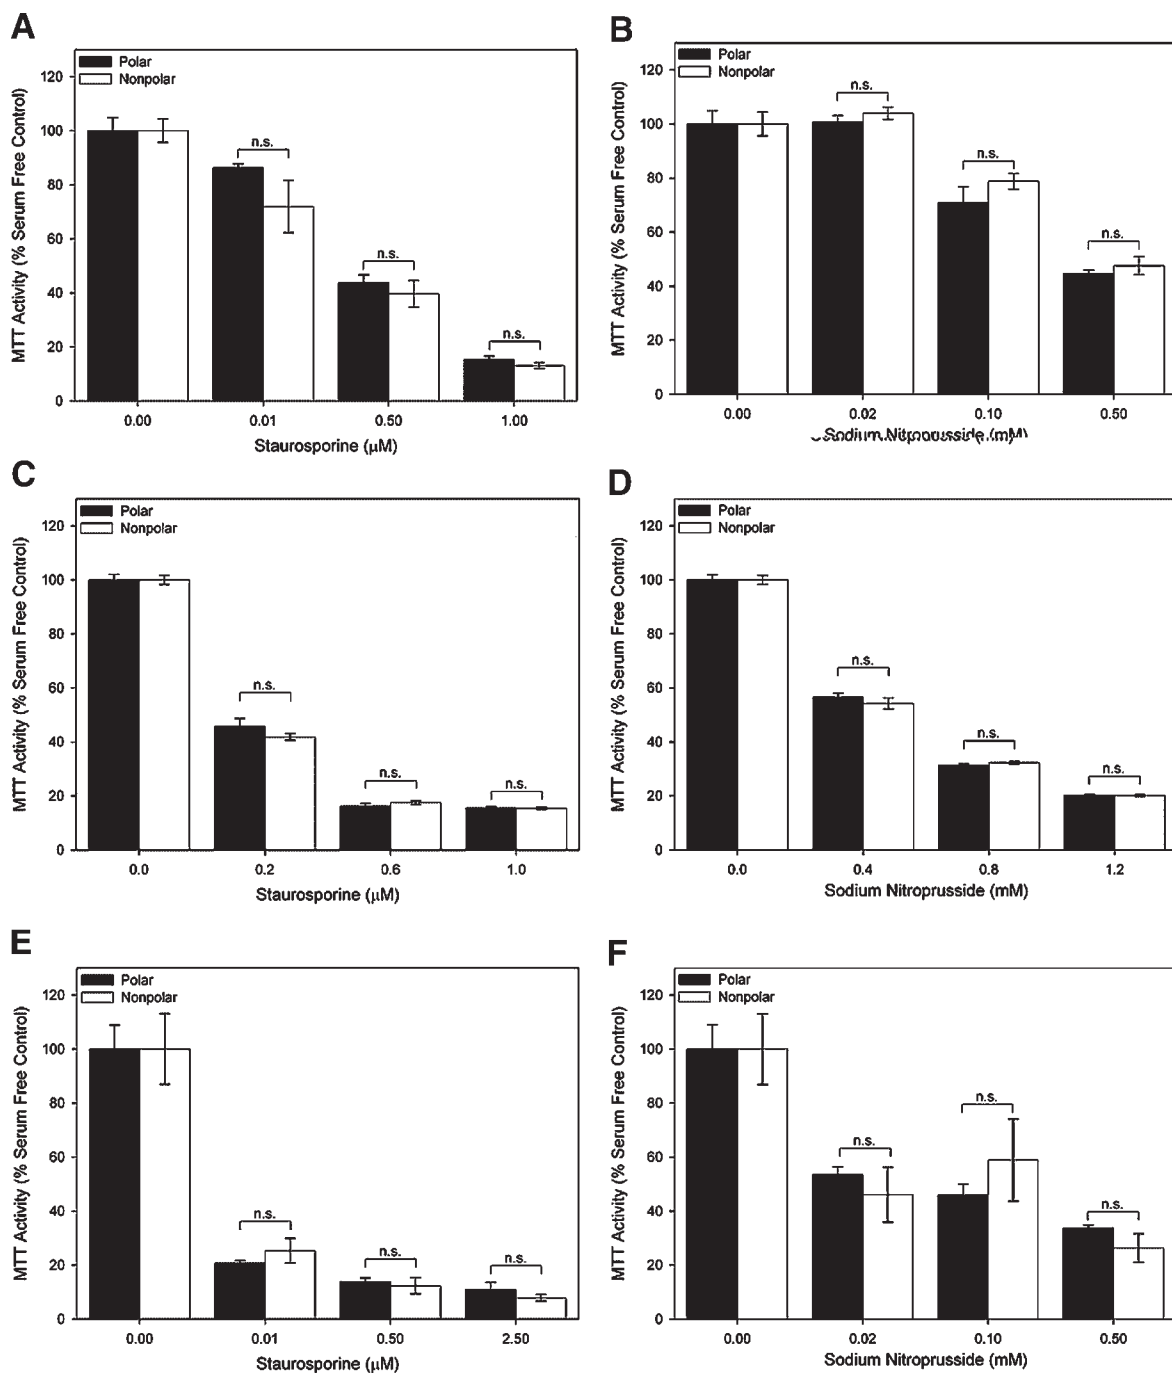 A
MTT Activity (% Serum Free Control)
Polar
Nonpolar
120
100
80
60
40
20
0
n.s.
n.s.
n.s.
0.00 0.01 0.50 1.00
Staurosporine (μM)
B
MTT Activity (% Serum Free Control)
Polar
Nonpolar
120
100
80
60
40
20
0
n.s.
n.s.
n.s.
0.00 0.02 0.10 0.50
Sodium Nitroprusside (mM)
C
MTT Activity (% Serum Free Control)
Polar
Nonpolar
120
100
80
60
40
20
0
n.s.
n.s.
n.s.
0.0 0.2 0.6 1.0
Staurosporine (μM)
D
MTT Activity (% Serum Free Control)
Polar
Nonpolar
120
100
80
60
40
20
0
n.s.
n.s.
n.s.
0.0 0.4 0.8 1.2
Sodium Nitroprusside (mM)
E
MTT Activity (% Serum Free Control)
Polar
Nonpolar
120
100
80
60
40
20
0
n.s.
n.s.
n.s.
0.00 0.01 0.50 2.50
Staurosporine (μM)
F
MTT Activity (% Serum Free Control)
Polar
Nonpolar
120
100
80
60
40
20
0
n.s.
n.s.
n.s.
0.00 0.02 0.10 0.50
Sodium Nitroprusside (mM)